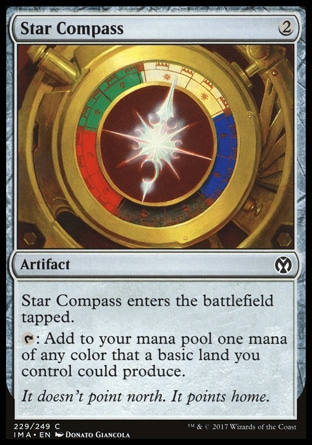 Star Compass 2
Artifact
Star Compass enters the battlefield
tapped.
: Add to your mana pool one mana
of any color that a basic land you
control could produce.
It doesn't point north. It points home.
229/249 C
IMA • EN Donato Giancola
™ & © 2017 Wizards of the Coast